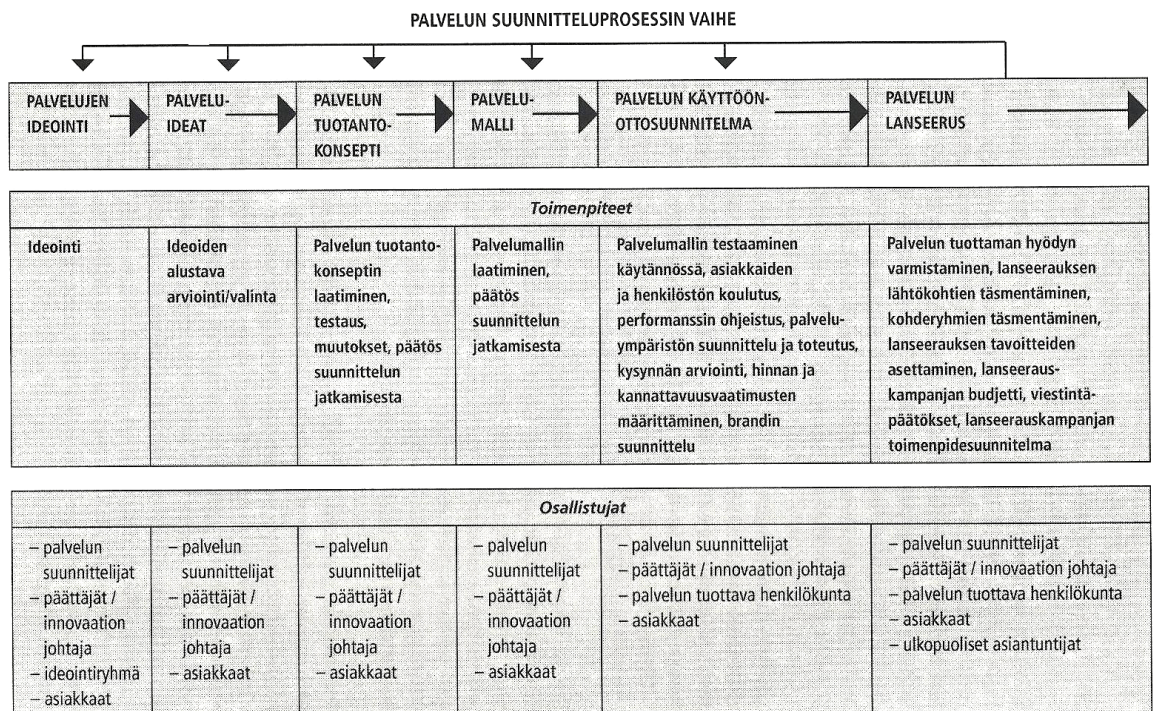 PALVELUN SUUNNITTELUPROSESSIN VAIHE
PALVELUJEN
IDEOINTI
PALVELU-
IDEAT
PALVELUN
TUOTANTO-
KONSEPTI
PALVELU-
MALLI
PALVELUN KÄYTTÖÖN-
OTTOSUUNNITELMA
PALVELUN
LANSEERUS
Toimenpiteet
Ideointi
Ideoiden
alustava
arviointi/valinta
Palvelun tuotanto-
konseptin
laatiminen,
testaus,
muutokset, päätös
suunnittelun
jatkamisesta
Palvelumallin
laatiminen,
päätös
suunnittelun
jatkamisesta
Palvelumallin testaaminen
käytännössä, asiakkaiden
ja henkilöstön koulutus,
performanssin ohjeistus, palvelu-
ympäristön suunnittelu ja toteutus,
kysynnän arviointi, hinnan ja
kannattavuusvaatimusten
määrittäminen, brandin
suunnittelu
Palvelun tuottaman hyödyn
varmistaminen, lanseerauksen
lähtökohtien täsmentäminen,
kohderyhmien täsmentäminen,
lanseerauksen tavoitteiden
asettaminen, lanseeraus-
kampanjan budjetti, viestintä-
päätökset, lanseerauskampanjan
toimenpidesuunnitelma
Osallistujat
– palvelun
suunnittelijat
– päättäjät /
innovaation
johtaja
– ideointiryhmä
– asiakkaat
– palvelun
suunnittelijat
– päättäjät /
innovaation
johtaja
– asiakkaat
– palvelun
suunnittelijat
– päättäjät /
innovaation
johtaja
– asiakkaat
– palvelun
suunnittelijat
– päättäjät /
innovaation
johtaja
– asiakkaat
– palvelun suunnittelijat
– päättäjät / innovaation johtaja
– palvelun tuottava henkilökunta
– asiakkaat
– palvelun suunnittelijat
– päättäjät / innovaation johtaja
– palvelun tuottava henkilökunta
– asiakkaat
– ulkopuoliset asiantuntijat